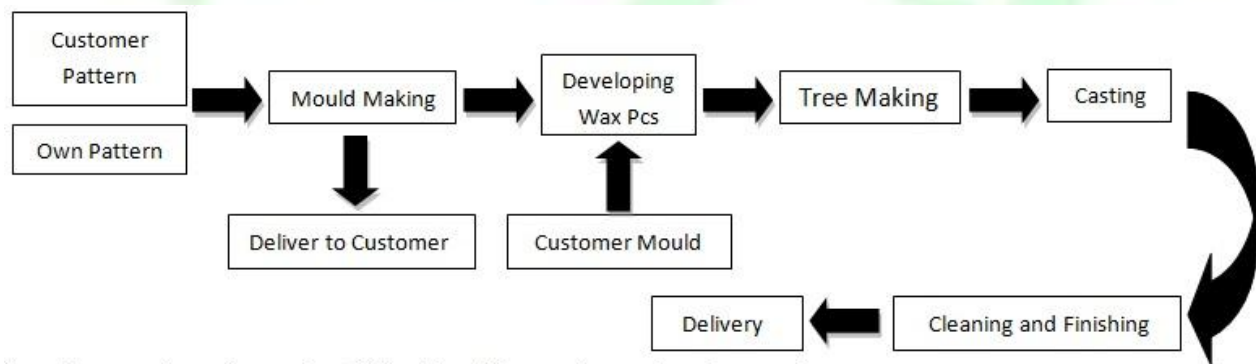 Customer
Pattern
Own Pattern
Mould Making
Developing
Wax Pcs
Tree Making
Casting
Deliver to Customer
Customer Mould
Delivery
Cleaning and Finishing